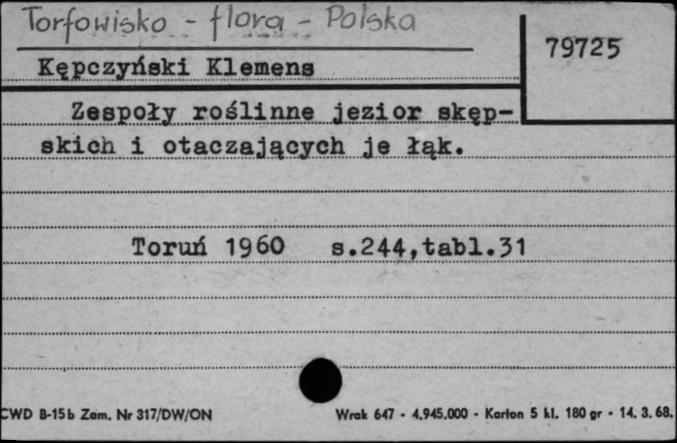 Torfowisko - flora - Polska
79725
Kępczyński Klemens
Zespoły roślinne jezior skęp-
skich i otaczających je łąk.
Toruń 1960 s.244,tabl.31
CWD B-15b Zam. Nr 317/DW/ON Wrak 647 - 4.945.000 - Karton 5 kl. 180 gr - 14. 3. 68.